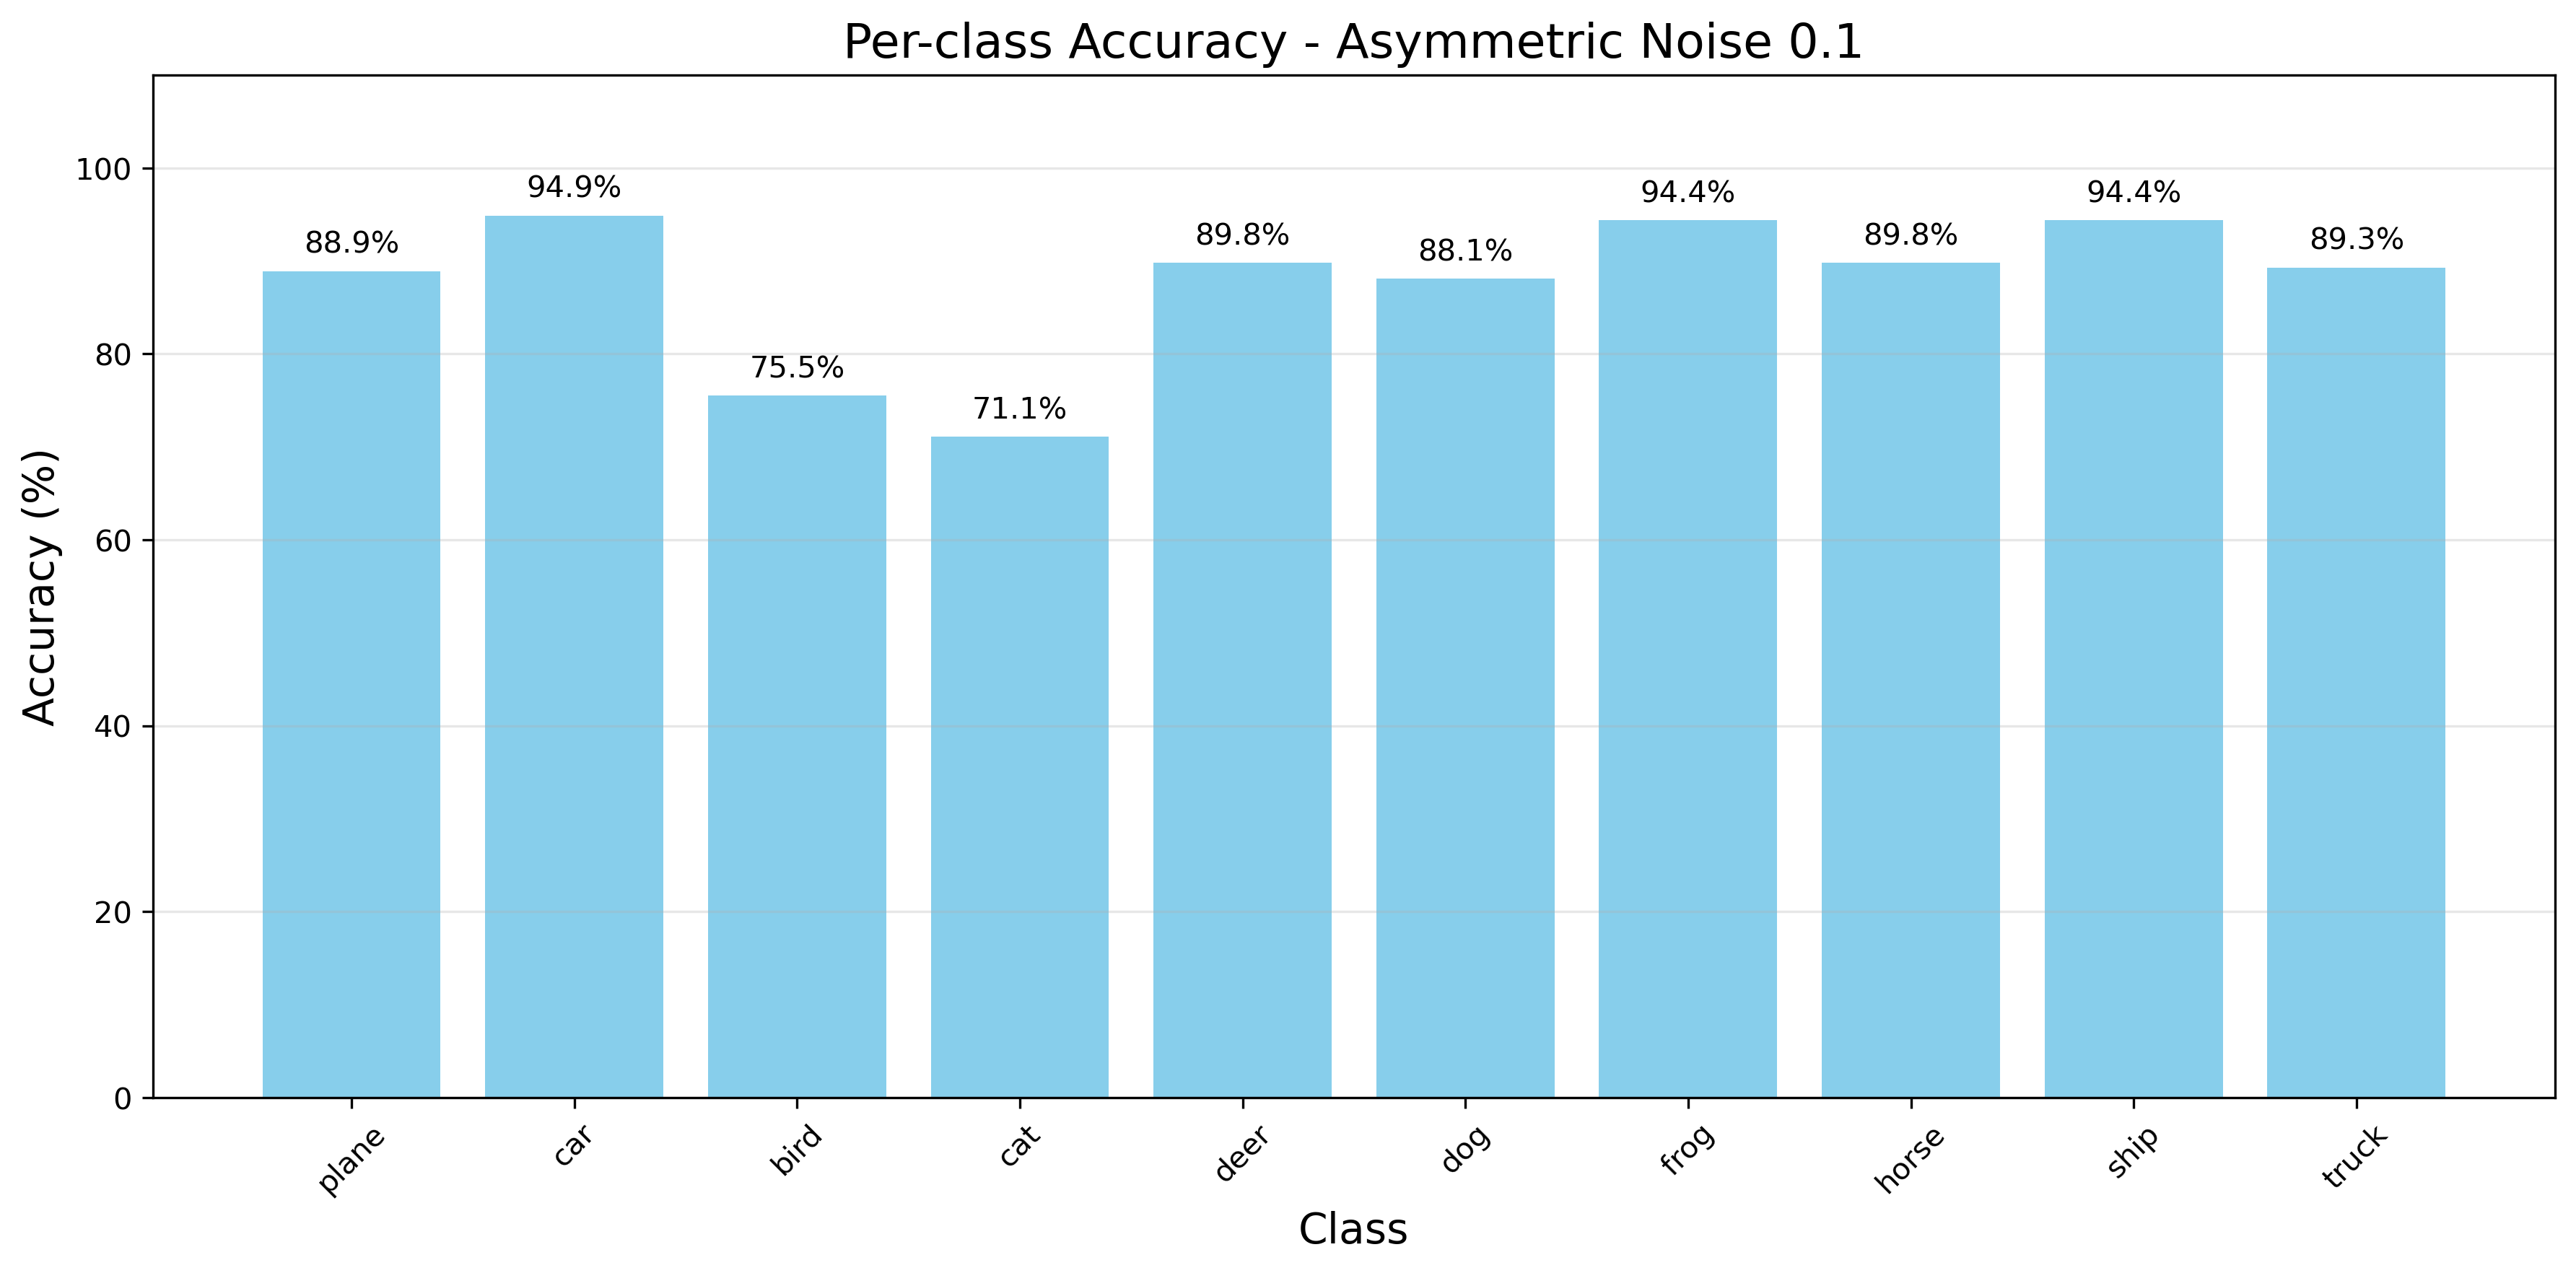 Per-class Accuracy - Asymmetric Noise 0.1
Accuracy (%)
100
80
60
40
20
0
88.9%
94.9%
75.5%
71.1%
89.8%
88.1%
94.4%
89.8%
94.4%
89.3%
plane
car
bird
cat
deer
dog
frog
horse
ship
truck
Class